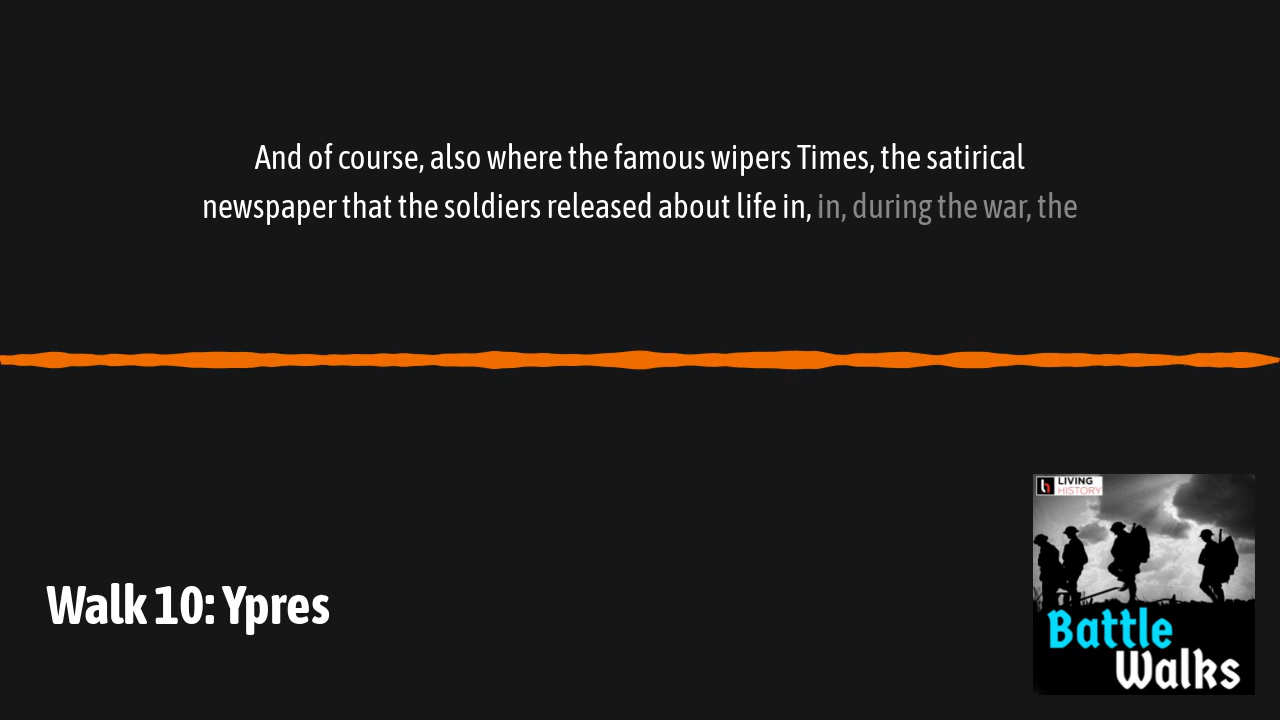 And of course, also where the famous wipers Times, the satirical
newspaper that the soldiers released about life in, in, during the war, the
LIVING
HISTORY
Walk 10: Ypres
Battle
Walks